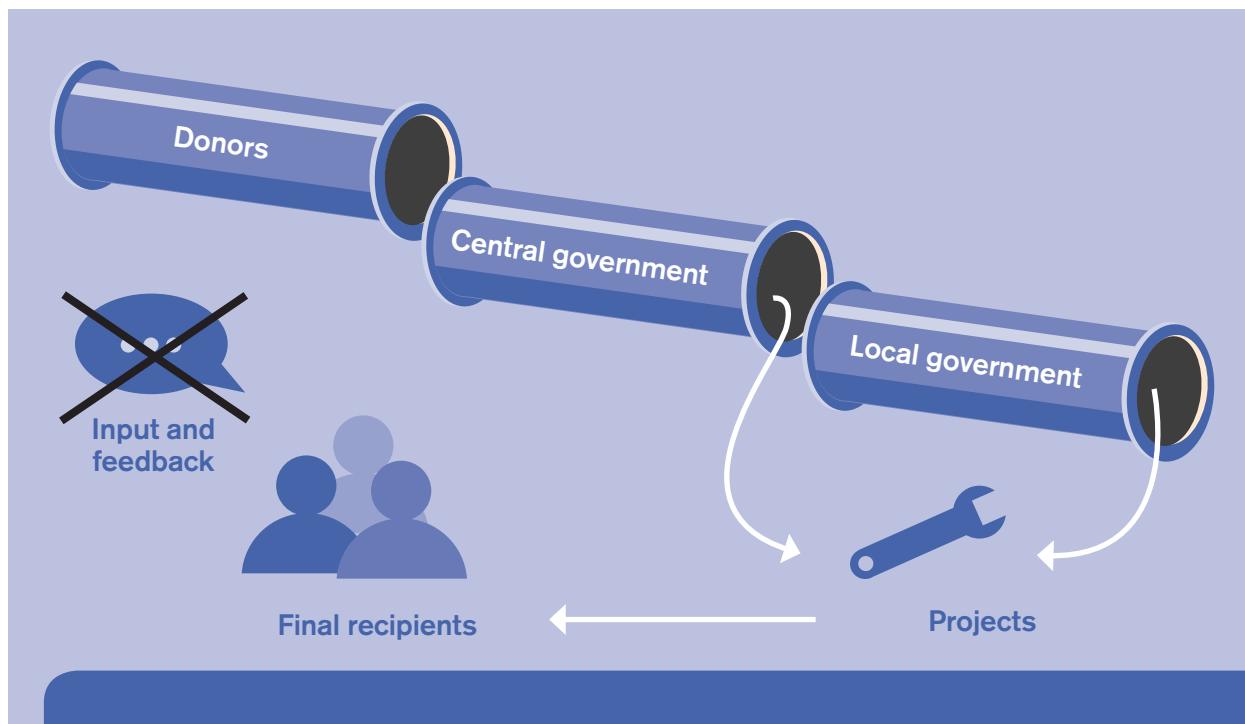 Donors
Central government
Local government
Input and
feedback
Final recipients
Projects